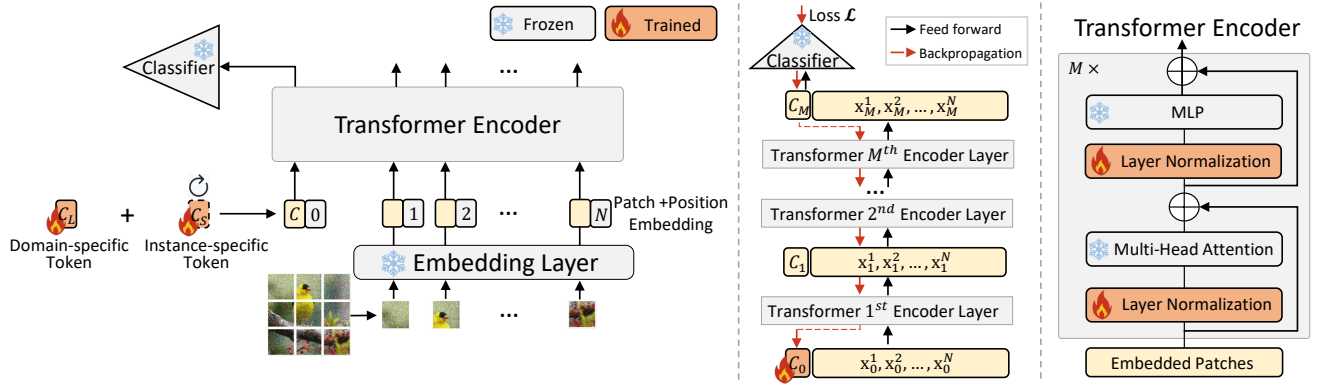 Frozen
Trained
Classifier
...
Transformer Encoder
C_L
+
C_S
C 0
1
2
...
N
Patch +Position
Embedding
Domain-specific
Token
Instance-specific
Token
Embedding Layer
...
Loss ℒ
Feed forward
Backpropagation
Classifier
C_M
x_M^1, x_M^2, ... , x_M^N
Transformer M^th Encoder Layer
...
Transformer 2^nd Encoder Layer
C_1
x_1^1, x_1^2, ... , x_1^N
Transformer 1^st Encoder Layer
C_0
x_0^1, x_0^2, ... , x_0^N
Transformer Encoder
M ×
MLP
Layer Normalization
Multi-Head Attention
Layer Normalization
Embedded Patches